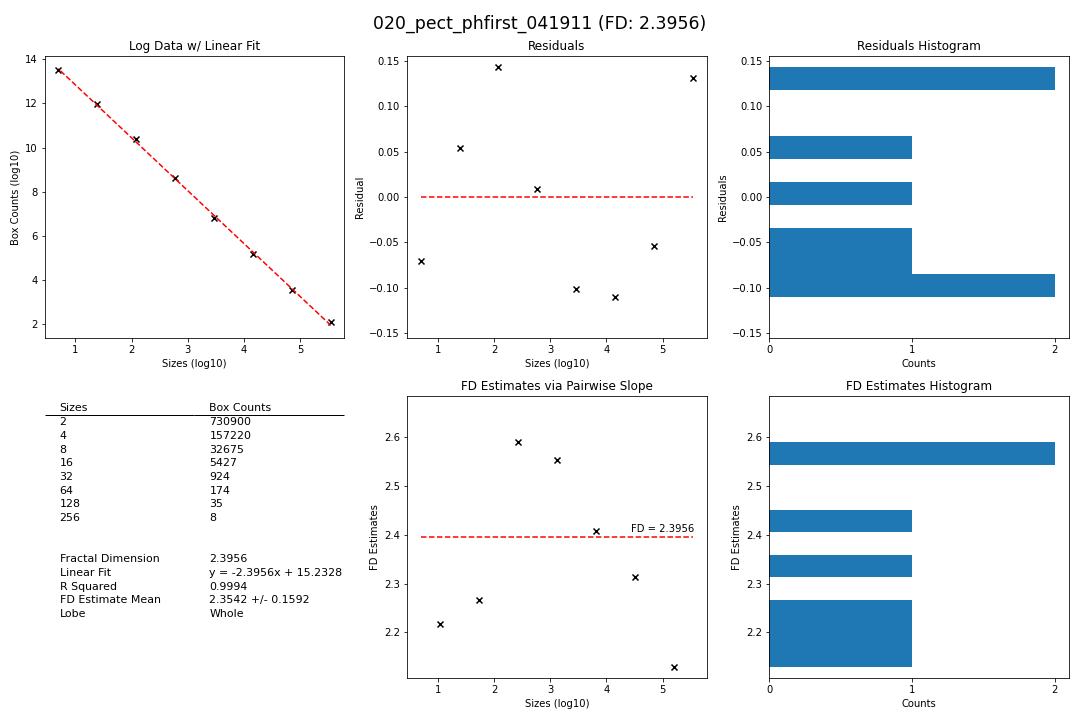 020_pect_phfirst_041911 (FD: 2.3956)
Log Data w/ Linear Fit
14
12
10
8
6
4
2
Box Counts (log10)
1 2 3 4 5
Sizes (log10)
Residuals
0.15
0.10
0.05
0.00
−0.05
−0.10
−0.15
Residual
1 2 3 4 5
Sizes (log10)
Residuals Histogram
0.15
0.10
0.05
0.00
−0.05
−0.10
−0.15
Residuals
0 1 2
Counts
Sizes Box Counts
2 730900
4 157220
8 32675
16 5427
32 924
64 174
128 35
256 8
Fractal Dimension 2.3956
Linear Fit y = -2.3956x + 15.2328
R Squared 0.9994
FD Estimate Mean 2.3542 +/- 0.1592
Lobe Whole
FD Estimates via Pairwise Slope
2.6
2.5
2.4
2.3
2.2
FD Estimates
FD = 2.3956
1 2 3 4 5
Sizes (log10)
FD Estimates Histogram
2.6
2.5
2.4
2.3
2.2
FD Estimates
0 1 2
Counts